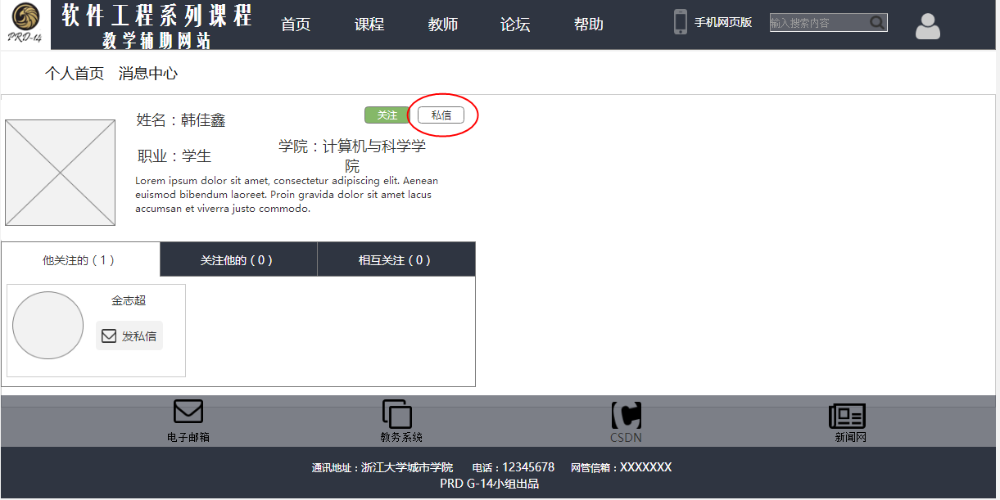 PRD-14
软件工程系列课程
教学辅助网站
首页 课程 教师 论坛 帮助 手机网页版 输入搜索内容
个人首页 消息中心
姓名：韩佳鑫 关注 私信
职业：学生 学院：计算机与科学学
院
Lorem ipsum dolor sit amet, consectetur adipiscing elit. Aenean
euismod bibendum laoreet. Proin gravida dolor sit amet lacus
accumsan et viverra justo commodo.
他关注的（1） 关注他的（0） 相互关注（0）
金志超
发私信
电子邮箱 教务系统 CSDN 新闻网
通讯地址：浙江大学城市学院 电话：12345678 网管信箱：XXXXXXX
PRD G-14小组出品